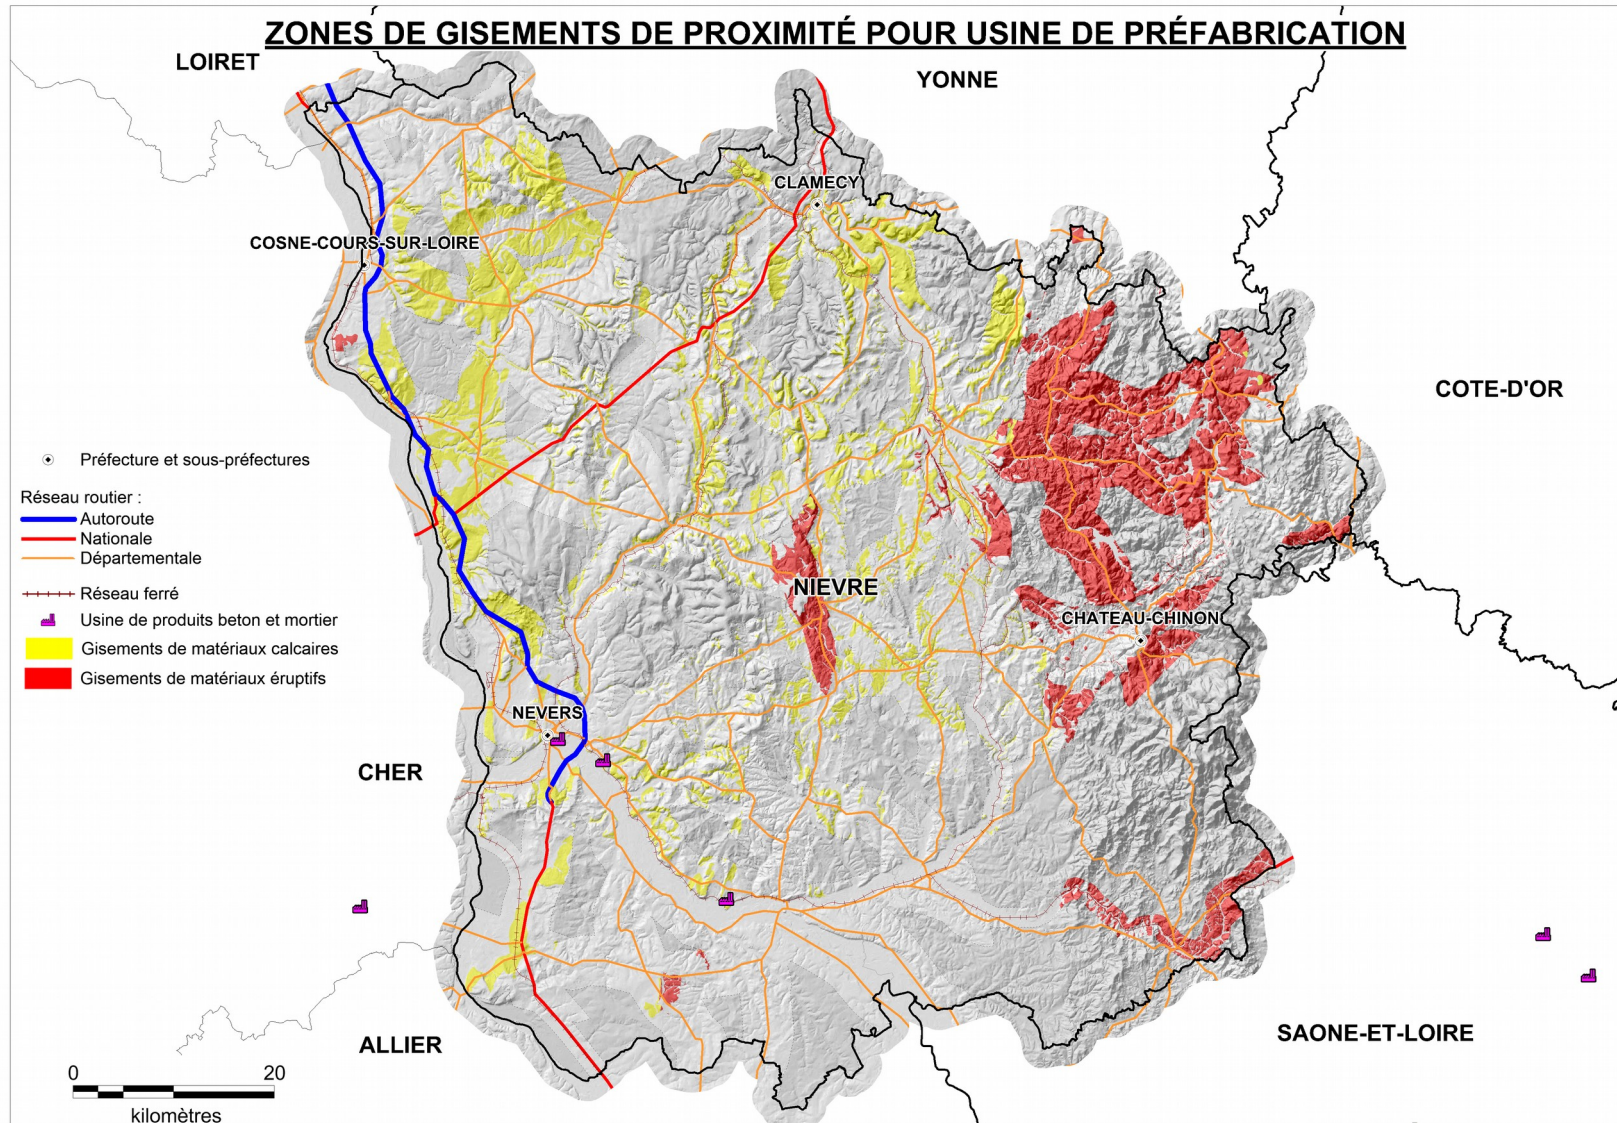 ZONES DE GISEMENTS DE PROXIMITÉ POUR USINE DE PRÉFABRICATION
LOIRET
YONNE
CLAMECY
COSNE-COURS-SUR-LOIRE
COTE-D'OR
Préfecture et sous-préfectures
Réseau routier :
Autoroute
Nationale
Départementale
Réseau ferré
Usine de produits beton et mortier
Gisements de matériaux calcaires
Gisements de matériaux éruptifs
NIEVRE
CHATEAU-CHINON
NEVERS
CHER
ALLIER
SAONE-ET-LOIRE
0 20
kilomètres